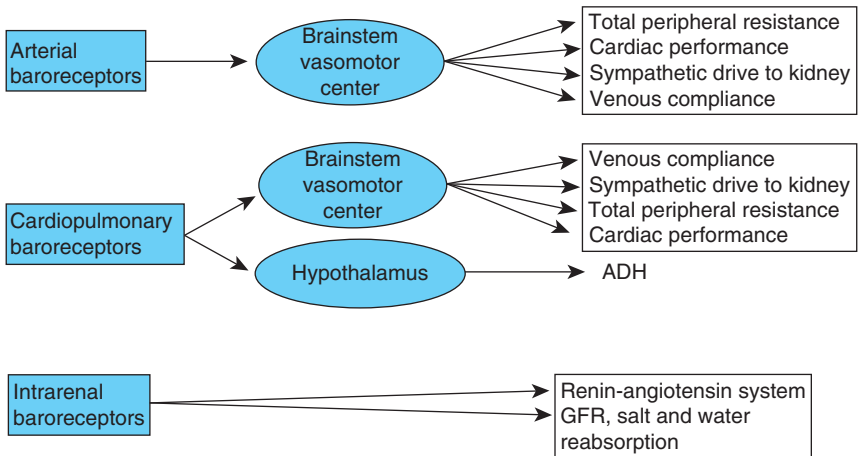 Arterial
baroreceptors
Brainstem
vasomotor
center
Total peripheral resistance
Cardiac performance
Sympathetic drive to kidney
Venous compliance
Cardiopulmonary
baroreceptors
Brainstem
vasomotor
center
Venous compliance
Sympathetic drive to kidney
Total peripheral resistance
Cardiac performance
Hypothalamus
ADH
Intrarenal
baroreceptors
Renin-angiotensin system
GFR, salt and water
reabsorption